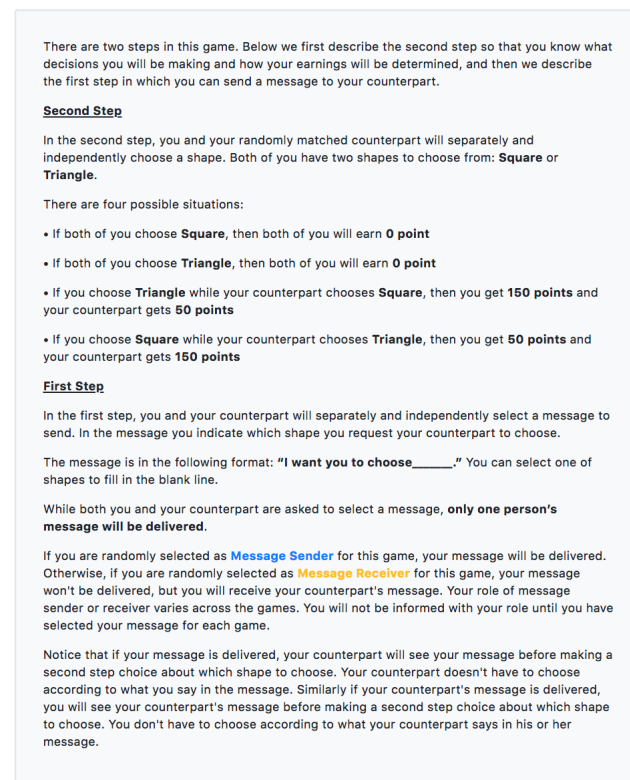 There are two steps in this game. Below we first describe the second step so that you know what
decisions you will be making and how your earnings will be determined, and then we describe
the first step in which you can send a message to your counterpart.
Second Step
In the second step, you and your randomly matched counterpart will separately and
independently choose a shape. Both of you have two shapes to choose from: Square or
Triangle.
There are four possible situations:
• If both of you choose Square, then both of you will earn 0 point
• If both of you choose Triangle, then both of you will earn 0 point
• If you choose Triangle while your counterpart chooses Square, then you get 150 points and
your counterpart gets 50 points
• If you choose Square while your counterpart chooses Triangle, then you get 50 points and
your counterpart gets 150 points
First Step
In the first step, you and your counterpart will separately and independently select a message to
send. In the message you indicate which shape you request your counterpart to choose.
The message is in the following format: “I want you to choose______.” You can select one of
shapes to fill in the blank line.
While both you and your counterpart are asked to select a message, only one person’s
message will be delivered.
If you are randomly selected as Message Sender for this game, your message will be delivered.
Otherwise, if you are randomly selected as Message Receiver for this game, your message
won't be delivered, but you will receive your counterpart's message. Your role of message
sender or receiver varies across the games. You will not be informed with your role until you have
selected your message for each game.
Notice that if your message is delivered, your counterpart will see your message before making a
second step choice about which shape to choose. Your counterpart doesn't have to choose
according to what you say in the message. Similarly if your counterpart's message is delivered,
you will see your counterpart's message before making a second step choice about which shape
to choose. You don't have to choose according to what your counterpart says in his or her
message.